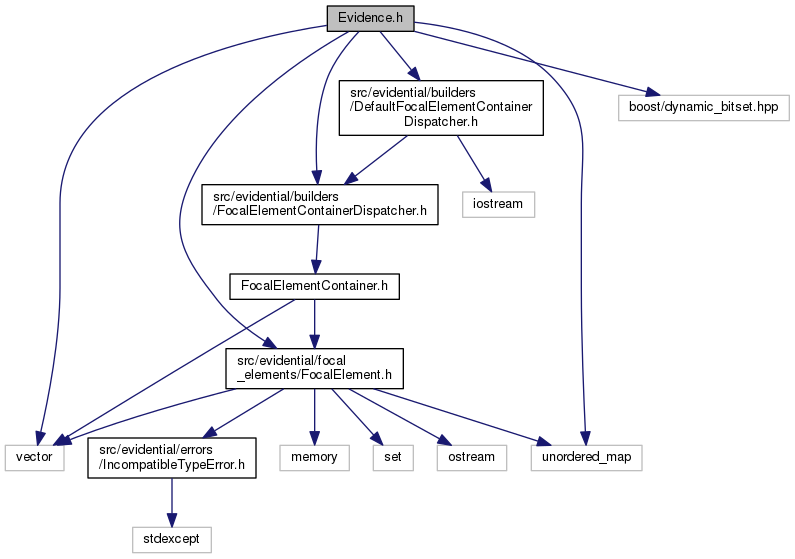 Evidence.h
src/evidential/builders
/DefaultFocalElementContainer
Dispatcher.h
boost/dynamic_bitset.hpp
src/evidential/builders
/FocalElementContainerDispatcher.h
iostream
FocalElementContainer.h
src/evidential/focal
_elements/FocalElement.h
vector
src/evidential/errors
/IncompatibleTypeError.h
memory
set
ostream
unordered_map
stdexcept